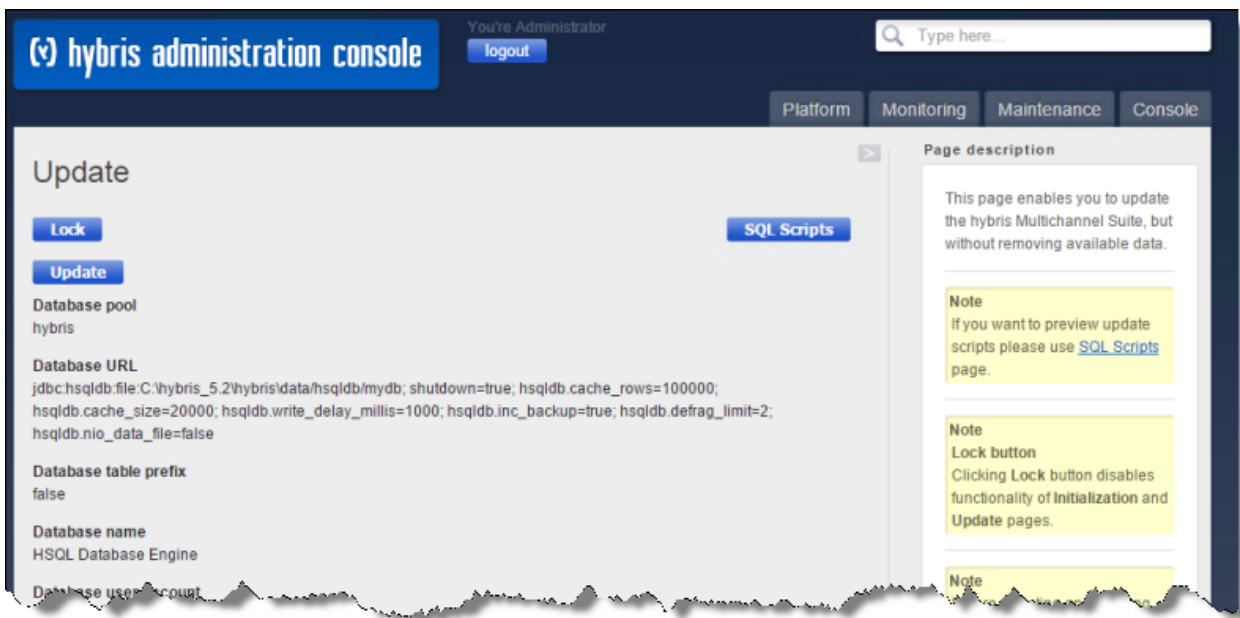 hybris administration console
You're Administrator
logout
Type here...
Platform Monitoring Maintenance Console
Update
Lock
SQL Scripts
Update
Database pool
hybris
Database URL
jdbc:hsqldb:file:C:\hybris_5.2\hybris\data/hsqldb/mydb; shutdown=true; hsqldb.cache_rows=100000;
hsqldb.cache_size=20000; hsqldb.write_delay_millis=1000; hsqldb.inc_backup=true; hsqldb.defrag_limit=2;
hsqldb.nio_data_file=false
Database table prefix
false
Database name
HSQL Database Engine
Database user account
>
Page description
This page enables you to update
the hybris Multichannel Suite, but
without removing available data.
Note
If you want to preview update
scripts please use SQL Scripts
page.
Note
Lock button
Clicking Lock button disables
functionality of Initialization and
Update pages.
Note